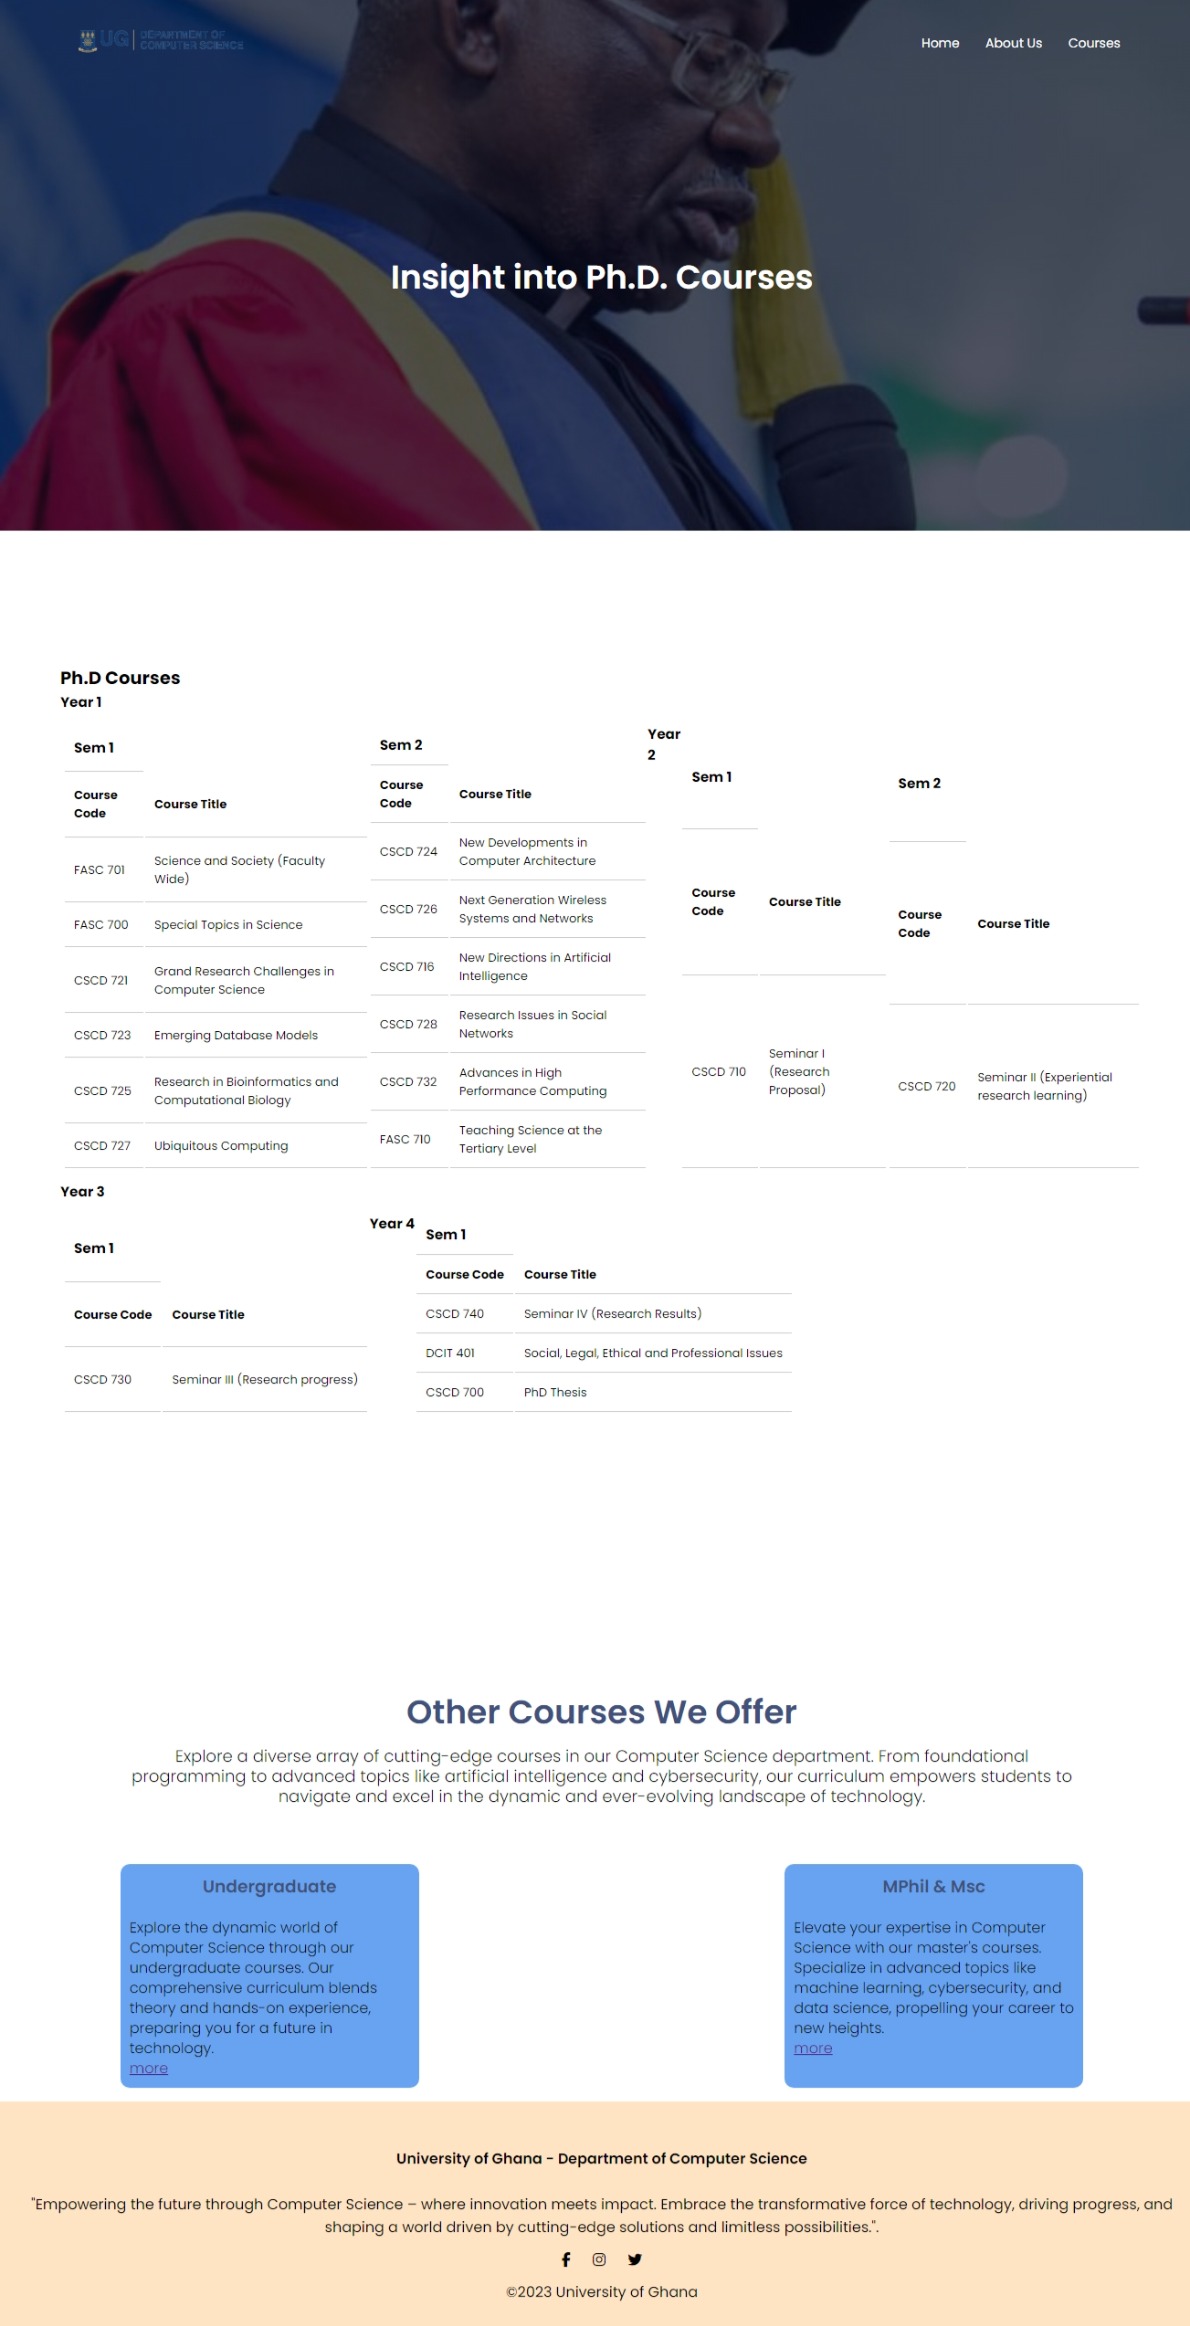 UG
DEPARTMENT OF
COMPUTER SCIENCE
Home
About Us
Courses
Insight into Ph.D. Courses
Ph.D Courses
Year 1
Sem 1
Course
Code
Course Title
FASC 701
Science and Society (Faculty
Wide)
FASC 700
Special Topics in Science
CSCD 721
Grand Research Challenges in
Computer Science
CSCD 723
Emerging Database Models
CSCD 725
Research in Bioinformatics and
Computational Biology
CSCD 727
Ubiquitous Computing
Sem 2
Course
Code
Course Title
CSCD 724
New Developments in
Computer Architecture
CSCD 726
Next Generation Wireless
Systems and Networks
CSCD 716
New Directions in Artificial
Intelligence
CSCD 728
Research Issues in Social
Networks
CSCD 732
Advances in High
Performance Computing
FASC 710
Teaching Science at the
Tertiary Level
Year
2
Sem 1
Course
Code
Course Title
CSCD 710
Seminar I
(Research
Proposal)
Sem 2
Course
Code
Course Title
CSCD 720
Seminar II (Experiential
research learning)
Year 3
Sem 1
Course Code
Course Title
CSCD 730
Seminar III (Research progress)
Year 4
Sem 1
Course Code
Course Title
CSCD 740
Seminar IV (Research Results)
DCIT 401
Social, Legal, Ethical and Professional Issues
CSCD 700
PhD Thesis
Other Courses We Offer
Explore a diverse array of cutting-edge courses in our Computer Science department. From foundational
programming to advanced topics like artificial intelligence and cybersecurity, our curriculum empowers students to
navigate and excel in the dynamic and ever-evolving landscape of technology.
Undergraduate
Explore the dynamic world of
Computer Science through our
undergraduate courses. Our
comprehensive curriculum blends
theory and hands-on experience,
preparing you for a future in
technology.
more
MPhil & Msc
Elevate your expertise in Computer
Science with our master's courses.
Specialize in advanced topics like
machine learning, cybersecurity, and
data science, propelling your career to
new heights.
more
University of Ghana - Department of Computer Science
"Empowering the future through Computer Science – where innovation meets impact. Embrace the transformative force of technology, driving progress, and
shaping a world driven by cutting-edge solutions and limitless possibilities.".
©2023 University of Ghana